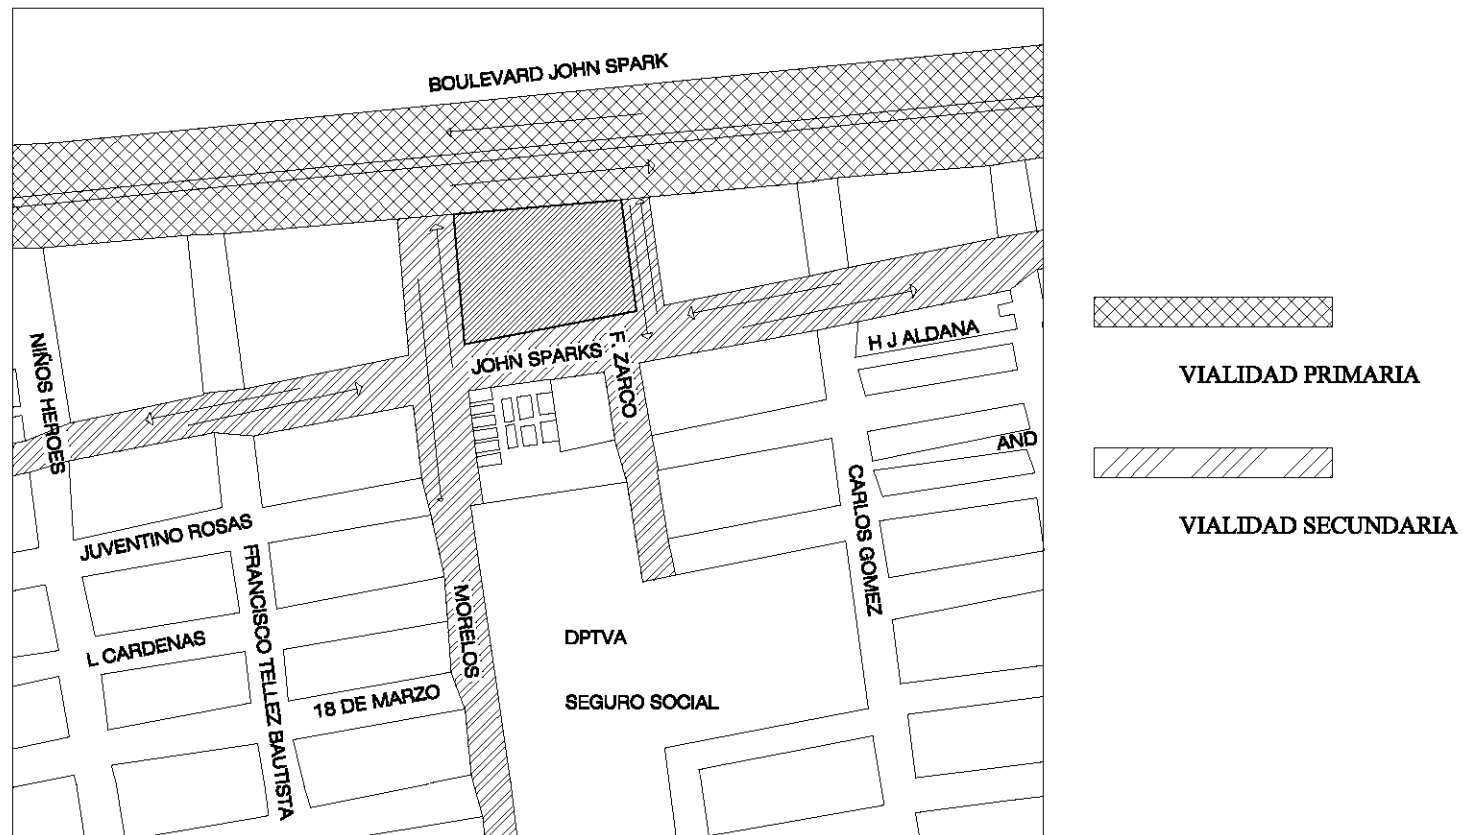 BOULEVARD JOHN SPARK
NIÑOS HEROES
JOHN SPARKS
F ZARCO
H J ALDANA
VIALIDAD PRIMARIA
AND
CARLOS GOMEZ
JUVENTINO ROSAS
VIALIDAD SECUNDARIA
FRANCISCO TELLEZ BAUTISTA
MORELOS
L CARDENAS
DPTVA
18 DE MARZO
SEGURO SOCIAL